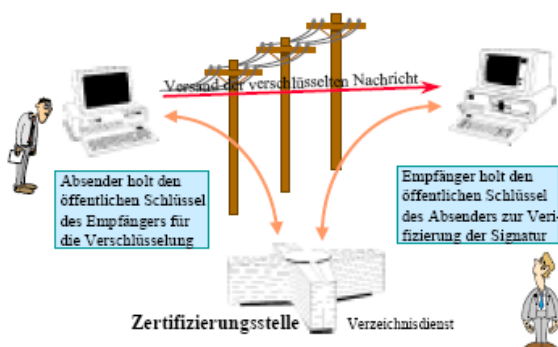 Versand der verschlüsselten Nachricht
Absender holt den
öffentlichen Schlüssel
des Empfängers für
die Verschlüsselung
Empfänger holt den
öffentlichen Schlüssel
des Absenders zur Veri-
fizierung der Signatur
Zertifizierungsstelle Verzeichnisdienst